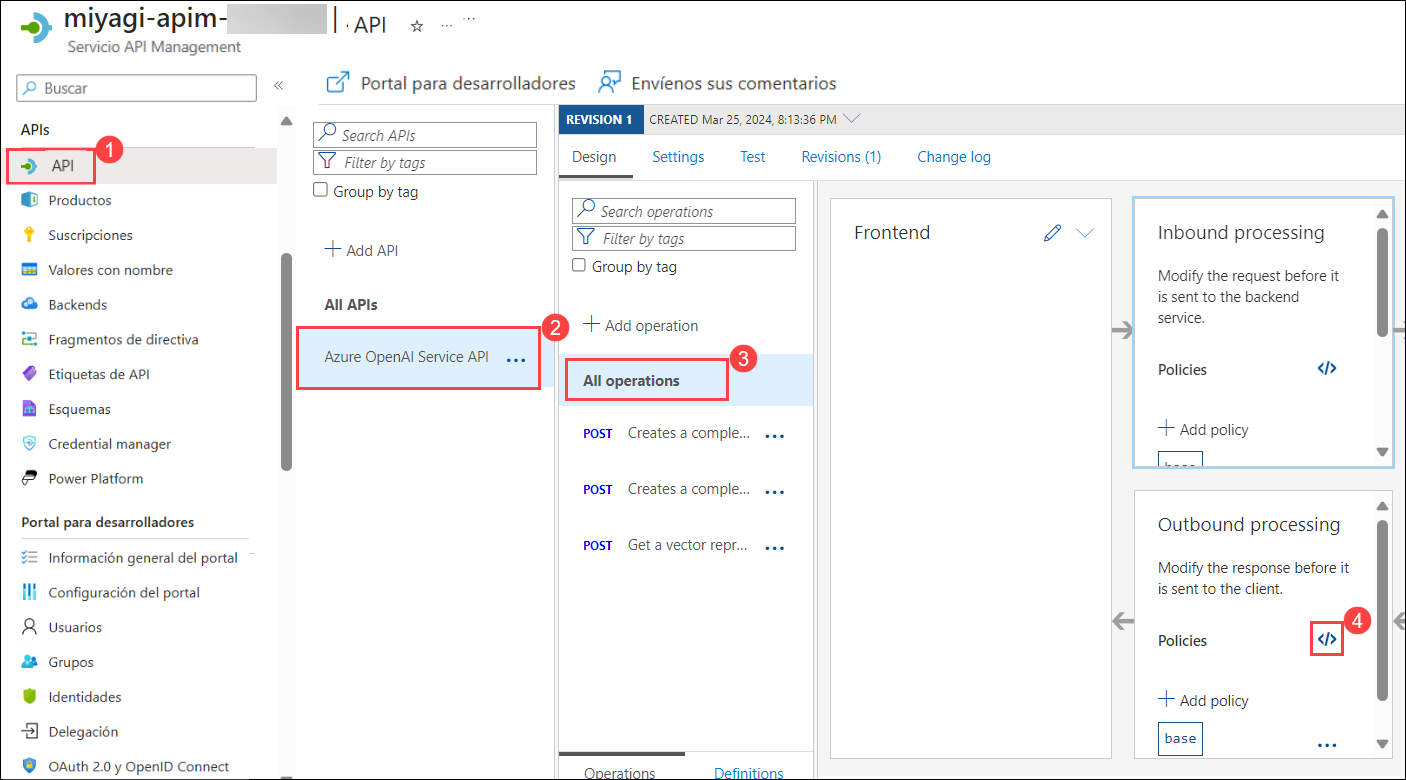 miyagi-apim- | API
Servicio API Management
Buscar
APIs
1
API
Productos
Suscripciones
Valores con nombre
Backends
Fragmentos de directiva
Etiquetas de API
Esquemas
Credential manager
Power Platform
Portal para desarrolladores
Información general del portal
Configuración del portal
Usuarios
Grupos
Identidades
Delegación
OAuth 2.0 y OpenID Connect
Portal para desarrolladores
Envíenos sus comentarios
Search APIs
Filter by tags
Group by tag
Add API
All APIs
2
Azure OpenAI Service API
REVISION 1
CREATED Mar 25, 2024, 8:13:36 PM
Design
Settings
Test
Revisions (1)
Change log
Search operations
Filter by tags
Group by tag
Add operation
3
All operations
POST Creates a comple...
POST Creates a comple...
POST Get a vector repr...
Operations
Definitions
Frontend
Inbound processing
Modify the request before it
is sent to the backend
service.
Policies </>
Add policy
base
Outbound processing
Modify the response before it
is sent to the client.
4
Policies </>
Add policy
base